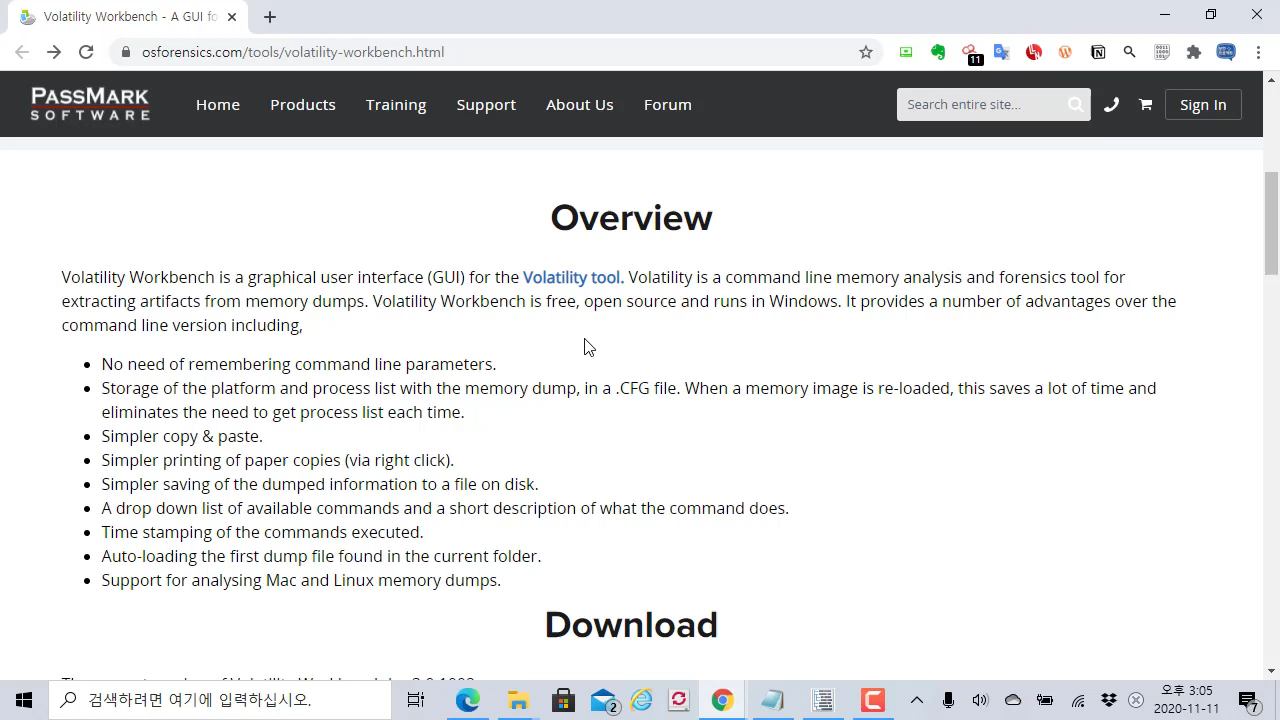 Volatility Workbench - A GUI fo
osforensics.com/tools/volatility-workbench.html
11
PASSMARK
SOFTWARE
Home
Products
Training
Support
About Us
Forum
Search entire site...
Sign In
Overview
Volatility Workbench is a graphical user interface (GUI) for the Volatility tool. Volatility is a command line memory analysis and forensics tool for
extracting artifacts from memory dumps. Volatility Workbench is free, open source and runs in Windows. It provides a number of advantages over the
command line version including,
No need of remembering command line parameters.
Storage of the platform and process list with the memory dump, in a .CFG file. When a memory image is re-loaded, this saves a lot of time and
eliminates the need to get process list each time.
Simpler copy & paste.
Simpler printing of paper copies (via right click).
Simpler saving of the dumped information to a file on disk.
A drop down list of available commands and a short description of what the command does.
Time stamping of the commands executed.
Auto-loading the first dump file found in the current folder.
Support for analysing Mac and Linux memory dumps.
Download
검색하려면 여기에 입력하십시오.
2
오후 3:05
2020-11-11
7